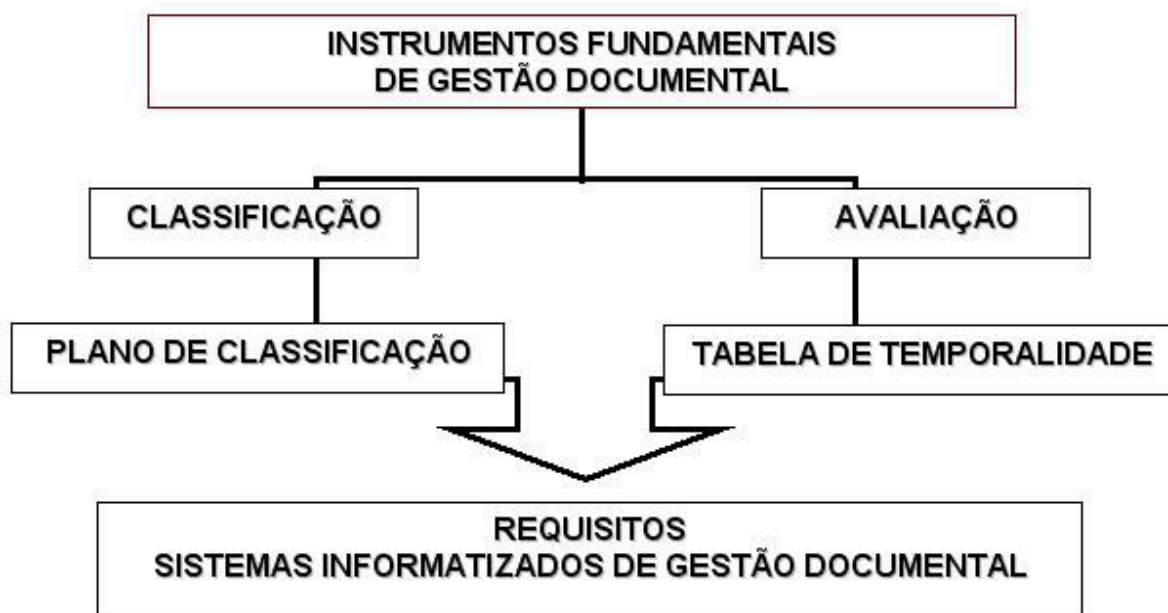 INSTRUMENTOS FUNDAMENTAIS
DE GESTÃO DOCUMENTAL
CLASSIFICAÇÃO
AVALIAÇÃO
PLANO DE CLASSIFICAÇÃO
TABELA DE TEMPORALIDADE
REQUISITOS
SISTEMAS INFORMATIZADOS DE GESTÃO DOCUMENTAL